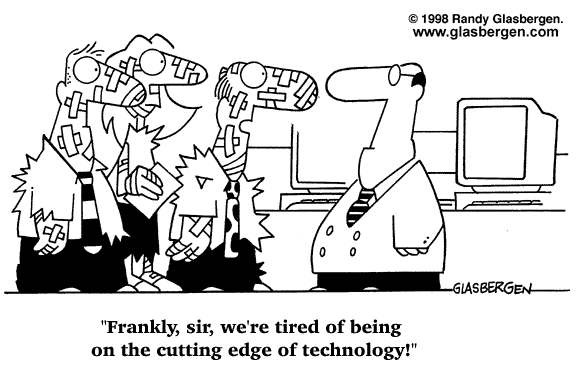 © 1998 Randy Glasbergen.
www.glasbergen.com
GLASBERGEN
"Frankly, sir, we're tired of being
on the cutting edge of technology!"